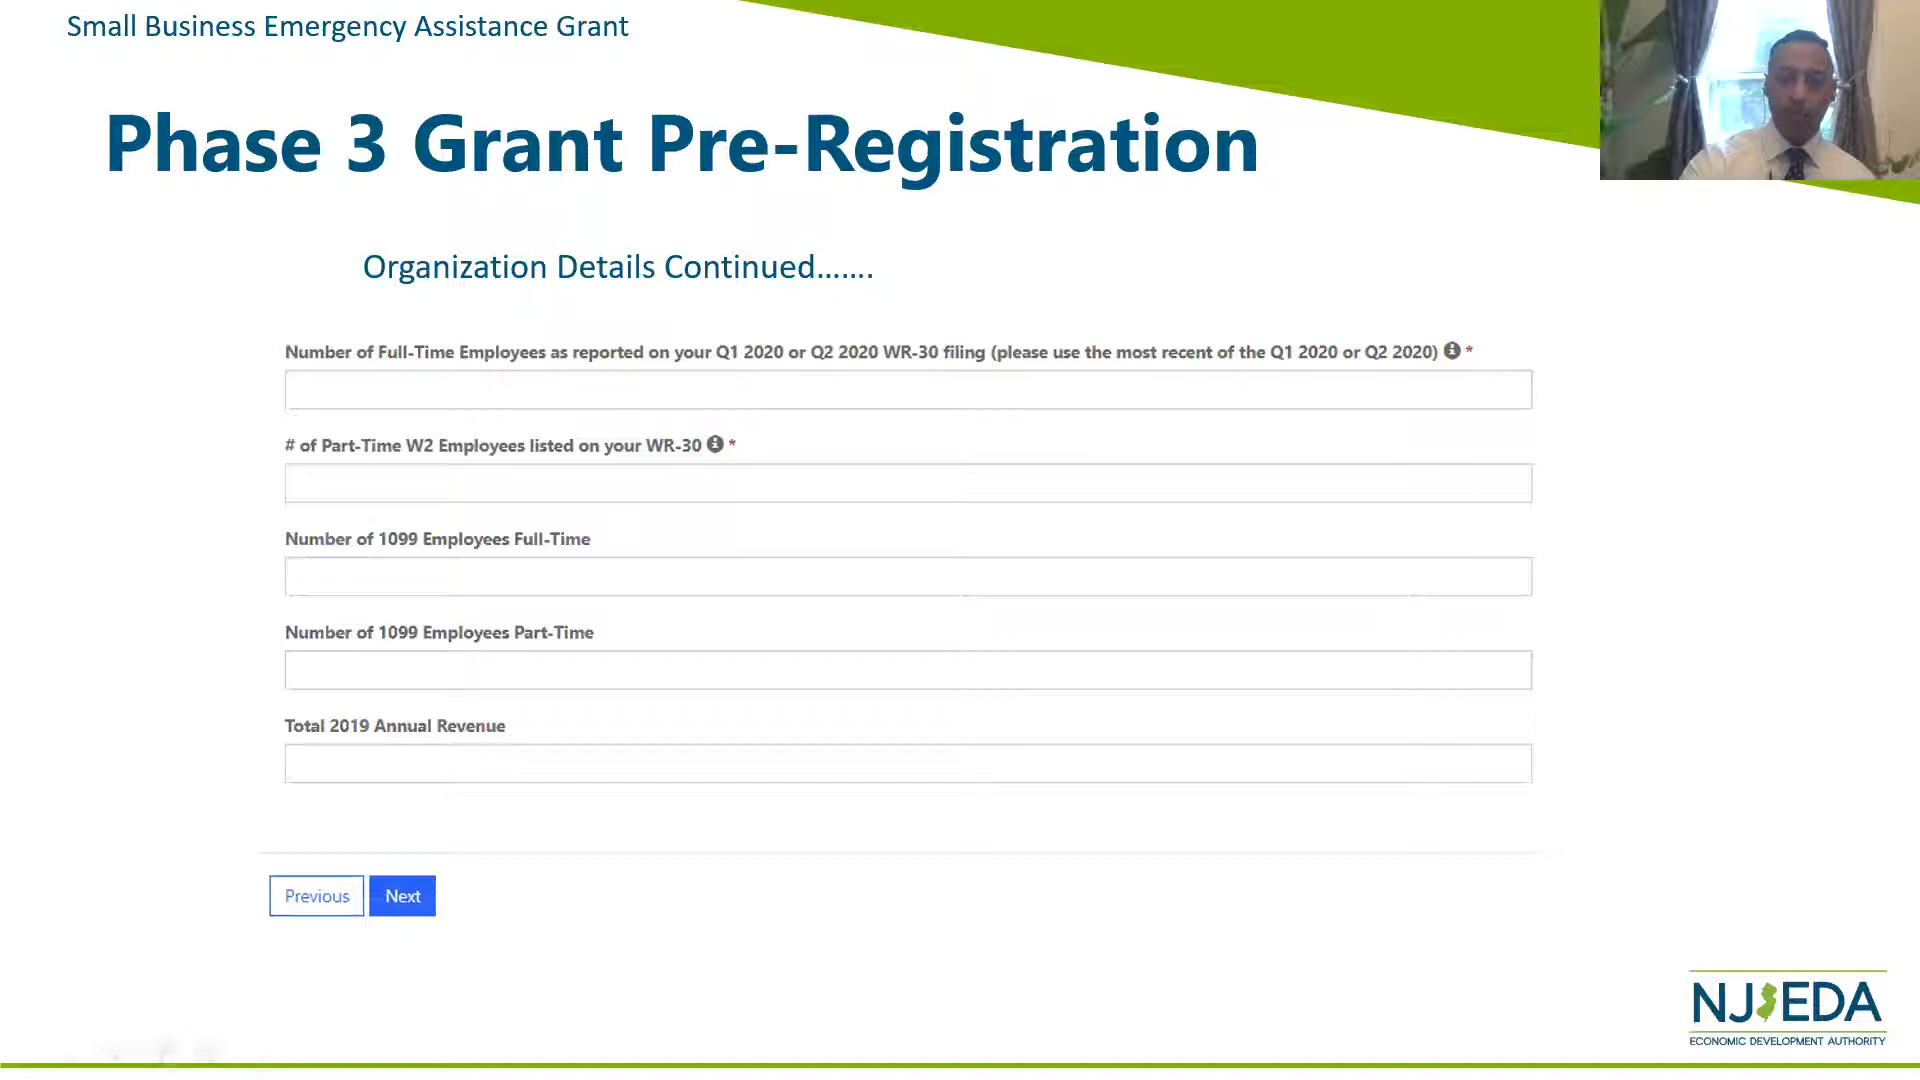 Small Business Emergency Assistance Grant
Phase 3 Grant Pre-Registration
Organization Details Continued.......
Number of Full-Time Employees as reported on your Q1 2020 or Q2 2020 WR-30 filing (please use the most recent of the Q1 2020 or Q2 2020) *
# of Part-Time W2 Employees listed on your WR-30 *
Number of 1099 Employees Full-Time
Number of 1099 Employees Part-Time
Total 2019 Annual Revenue
Previous Next
NJEDA
ECONOMIC DEVELOPMENT AUTHORITY